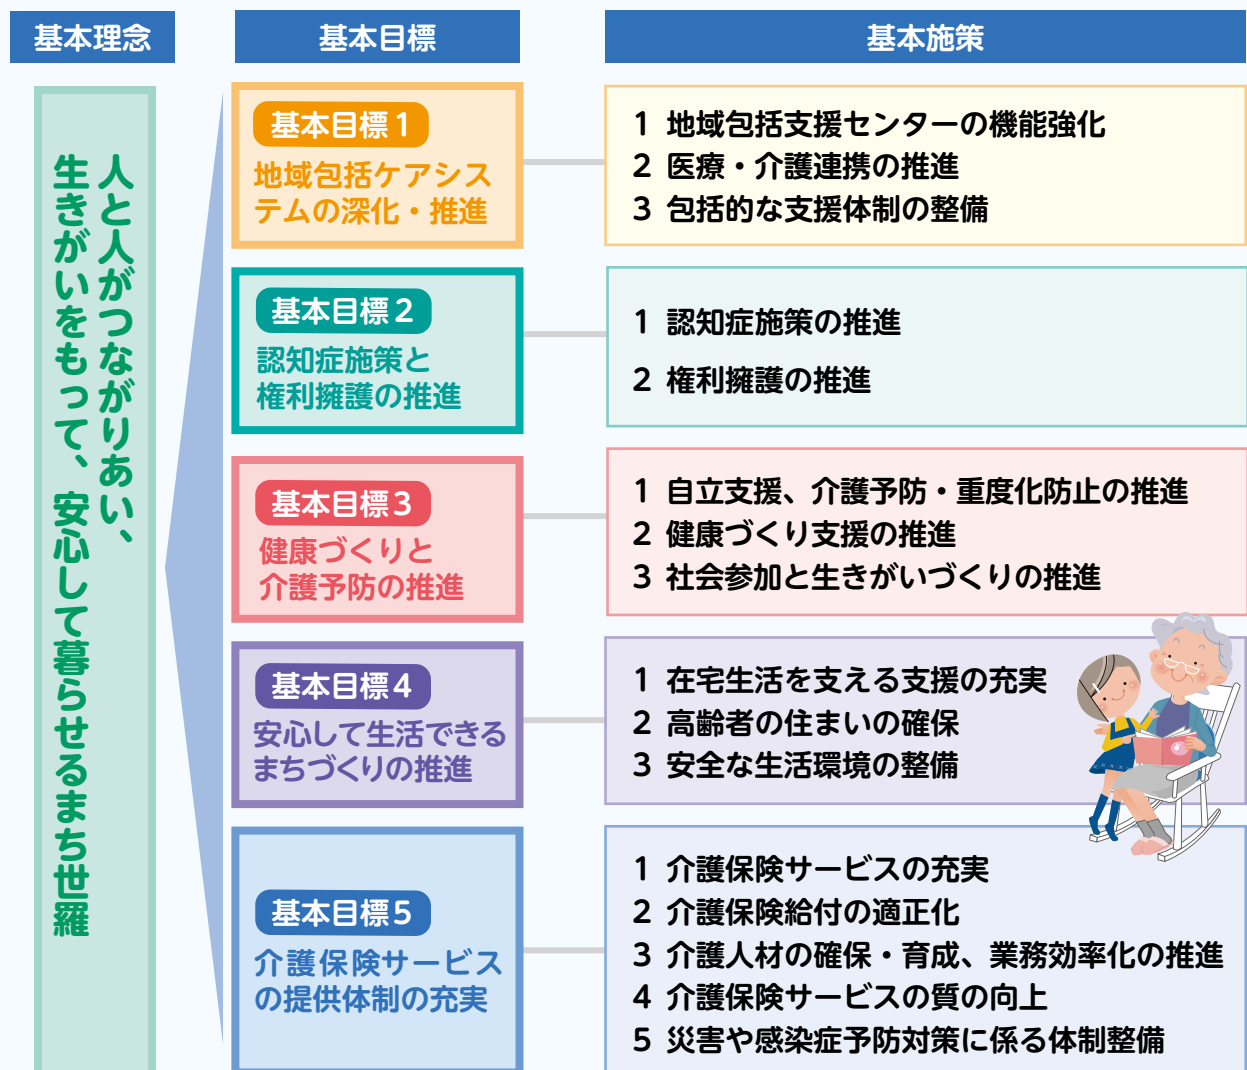 基本理念
基本目標
基本施策
人と人がつながりあい、
生きがいをもって、安心して暮らせるまち世羅
基本目標1
地域包括ケアシス
テムの深化・推進
1 地域包括支援センターの機能強化
2 医療・介護連携の推進
3 包括的な支援体制の整備
基本目標2
認知症施策と
権利擁護の推進
1 認知症施策の推進
2 権利擁護の推進
基本目標3
健康づくりと
介護予防の推進
1 自立支援、介護予防・重度化防止の推進
2 健康づくり支援の推進
3 社会参加と生きがいづくりの推進
基本目標4
安心して生活できる
まちづくりの推進
1 在宅生活を支える支援の充実
2 高齢者の住まいの確保
3 安全な生活環境の整備
基本目標5
介護保険サービス
の提供体制の充実
1 介護保険サービスの充実
2 介護保険給付の適正化
3 介護人材の確保・育成、業務効率化の推進
4 介護保険サービスの質の向上
5 災害や感染症予防対策に係る体制整備